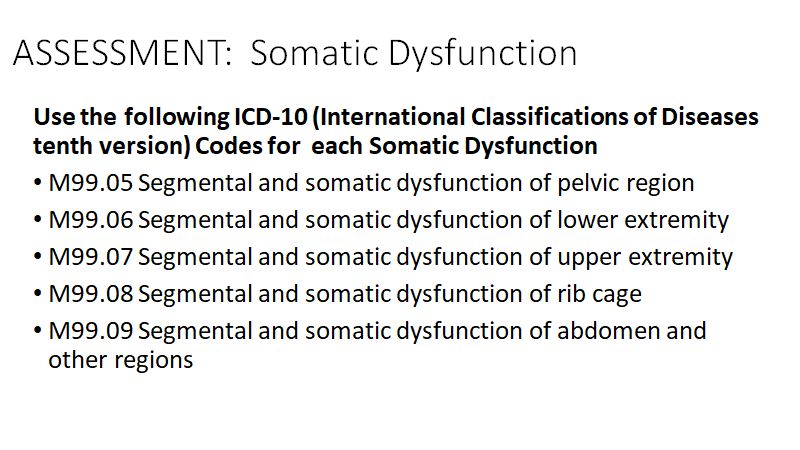 ASSESSMENT: Somatic Dysfunction
Use the following ICD-10 (International Classifications of Diseases
tenth version) Codes for each Somatic Dysfunction
• M99.05 Segmental and somatic dysfunction of pelvic region
• M99.06 Segmental and somatic dysfunction of lower extremity
• M99.07 Segmental and somatic dysfunction of upper extremity
• M99.08 Segmental and somatic dysfunction of rib cage
• M99.09 Segmental and somatic dysfunction of abdomen and
other regions